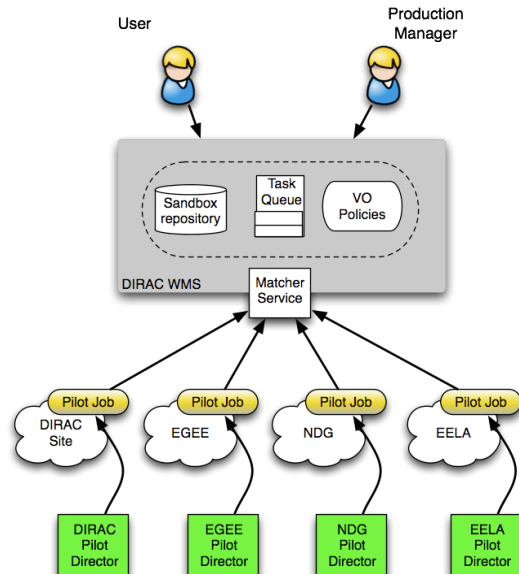 User
Production
Manager
Sandbox
repository
Task
Queue
VO
Policies
DIRAC WMS
Matcher
Service
Pilot Job
DIRAC
Site
Pilot Job
EGEE
Pilot Job
NDG
Pilot Job
EELA
DIRAC
Pilot
Director
EGEE
Pilot
Director
NDG
Pilot
Director
EELA
Pilot
Director